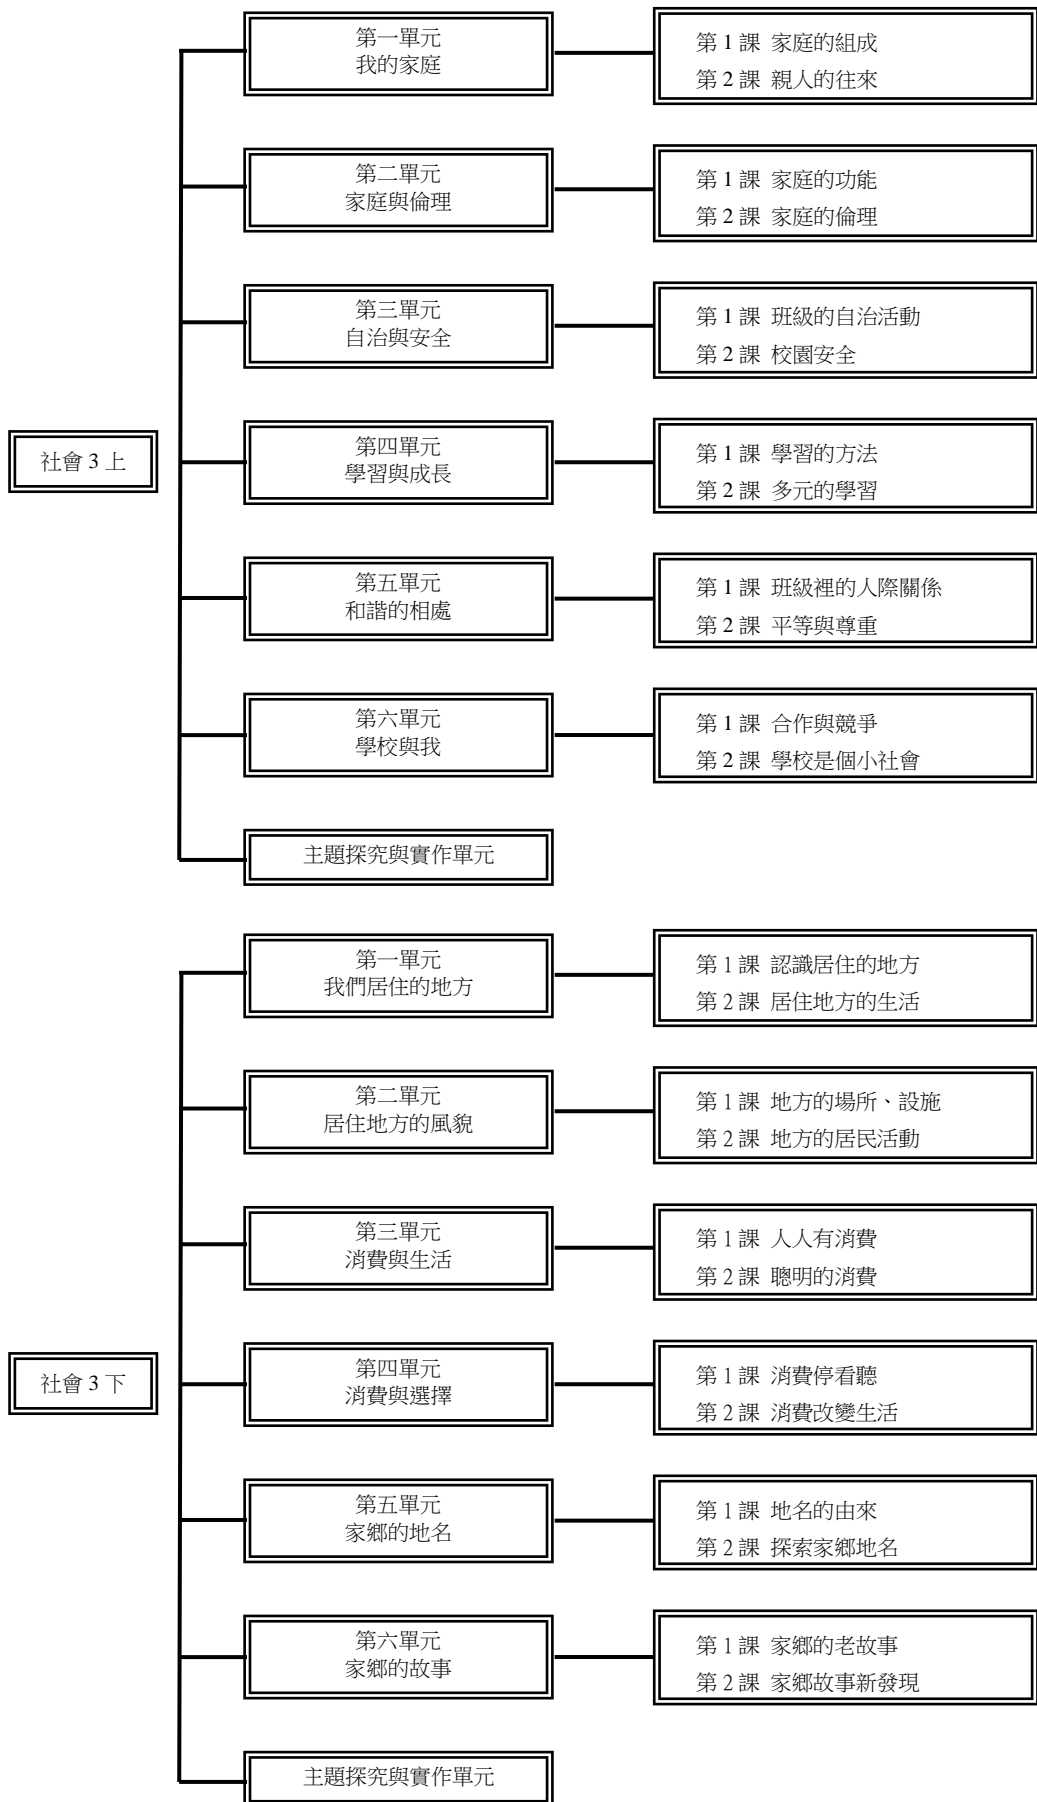 社會 3 上
第一單元
我的家庭
第 1 課 家庭的組成
第 2 課 親人的往來
第二單元
家庭與倫理
第 1 課 家庭的功能
第 2 課 家庭的倫理
第三單元
自治與安全
第 1 課 班級的自治活動
第 2 課 校園安全
第四單元
學習與成長
第 1 課 學習的方法
第 2 課 多元的學習
第五單元
和諧的相處
第 1 課 班級裡的人際關係
第 2 課 平等與尊重
第六單元
學校與我
第 1 課 合作與競爭
第 2 課 學校是個小社會
主題探究與實作單元
社會 3 下
第一單元
我們居住的地方
第 1 課 認識居住的地方
第 2 課 居住地方的生活
第二單元
居住地方的風貌
第 1 課 地方的場所、設施
第 2 課 地方的居民活動
第三單元
消費與生活
第 1 課 人人有消費
第 2 課 聰明的消費
第四單元
消費與選擇
第 1 課 消費停看聽
第 2 課 消費改變生活
第五單元
家鄉的地名
第 1 課 地名的由來
第 2 課 探索家鄉地名
第六單元
家鄉的故事
第 1 課 家鄉的老故事
第 2 課 家鄉故事新發現
主題探究與實作單元